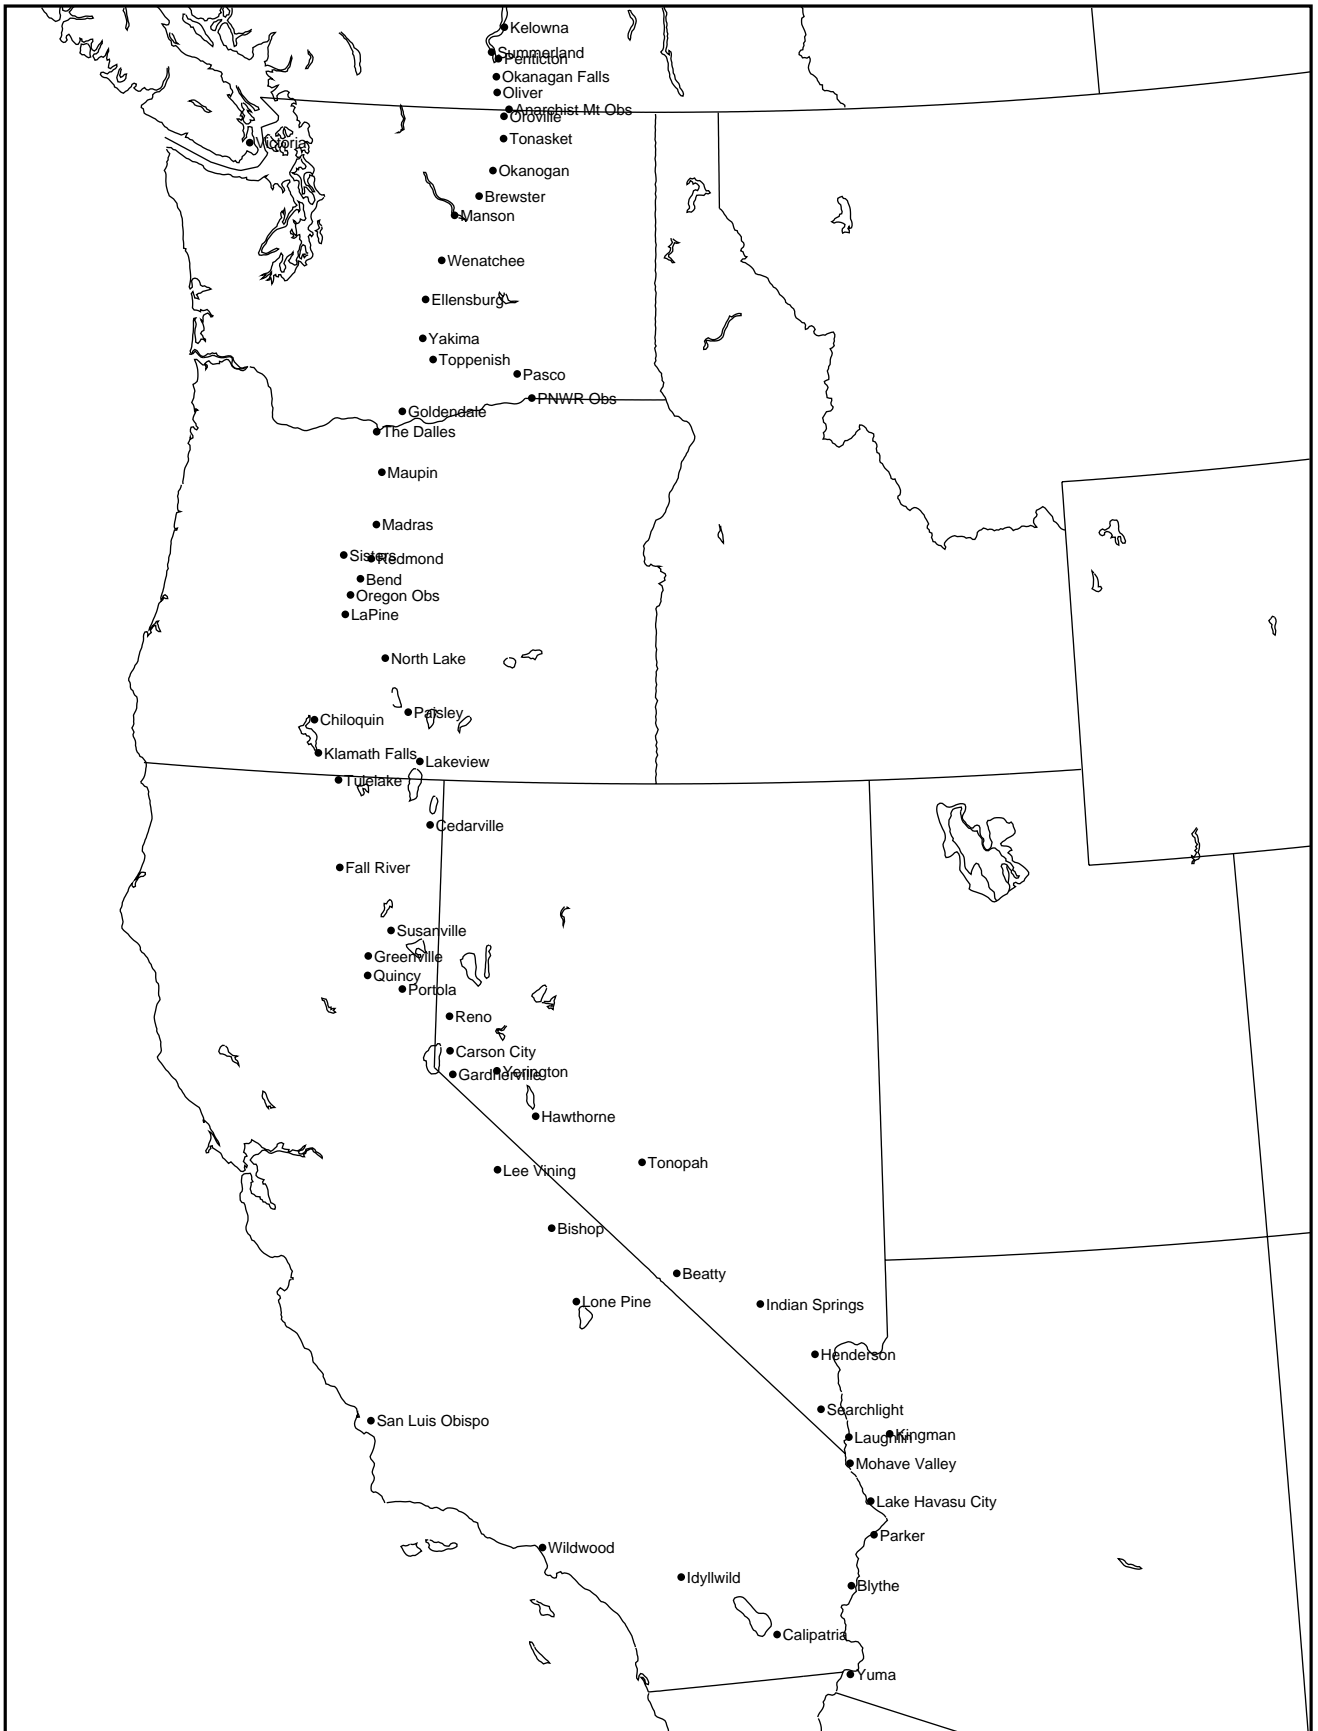 Kelowna
Summerland
Penticton
Okanagan Falls
Oliver
Anarchist Mt Obs
Oroville
Tonasket
Victoria
Okanogan
Brewster
Manson
Wenatchee
Ellensburg
Yakima
Toppenish
Pasco
PNWR Obs
Goldendale
The Dalles
Maupin
Madras
Sisters
Redmond
Bend
Oregon Obs
LaPine
North Lake
Paisley
Chiloquin
Klamath Falls
Lakeview
Tulelake
Cedarville
Fall River
Susanville
Greenville
Quincy
Portola
Reno
Carson City
Yerington
Gardnerville
Hawthorne
Tonopah
Lee Vining
Bishop
Beatty
Lone Pine
Indian Springs
Henderson
Searchlight
San Luis Obispo
Kingman
Laughlin
Mohave Valley
Lake Havasu City
Parker
Wildwood
Idyllwild
Blythe
Calipatria
Yuma